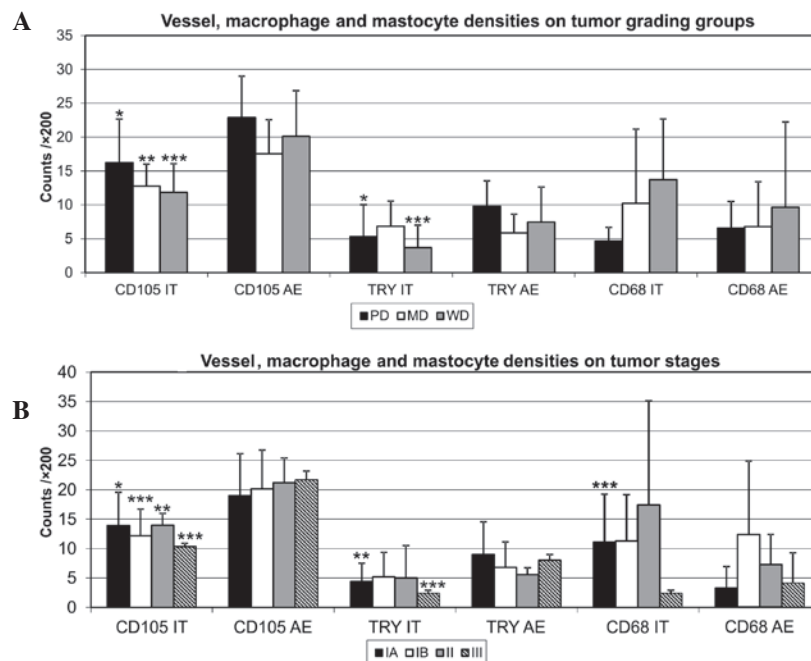 A
Vessel, macrophage and mastocyte densities on tumor grading groups
Counts /×200
35
30
25
20
15
10
5
0
* ** *** * ***
CD105 IT CD105 AE TRY IT TRY AE CD68 IT CD68 AE
PD MD WD
B
Vessel, macrophage and mastocyte densities on tumor stages
Counts /×200
40
35
30
25
20
15
10
5
0
* *** ** *** ** *** ***
CD105 IT CD105 AE TRY IT TRY AE CD68 IT CD68 AE
IA IB II III